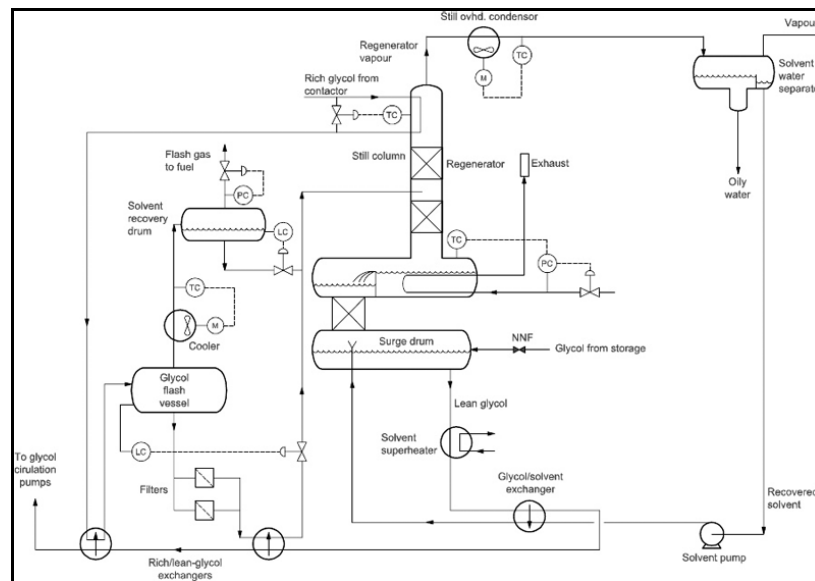 Still ovhd. condensor
Vapou
Regenerator
vapour
TC
M
Solvent
water
separato
Rich glycol from
contactor
TC
Flash gas
to fuel
Still column
Regenerator
Exhaust
PC
Oily
water
Solvent
recovery
drum
LC
TC
PC
TC
M
Cooler
Surge drum
NNF
Glycol from storage
Glycol
flash
vessel
Lean glycol
Solvent
superheater
To glycol
cirulation
pumps
LC
Filters
Glycol/solvent
exchanger
Recovered
solvent
Rich/lean-glycol
exchangers
Solvent pump